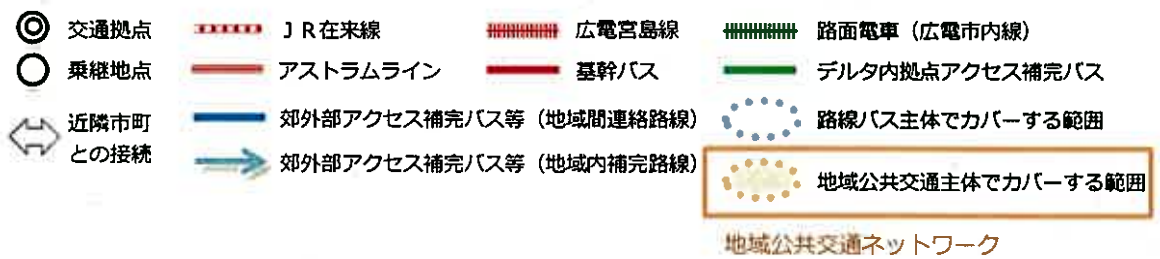 交通拠点 JR在来線 広電宮島線 路面電車（広電市内線）
乗継地点 アストラムライン 基幹バス デルタ内拠点アクセス補完バス
近隣市町
との接続
郊外部アクセス補完バス等（地域間連絡路線） 路線バス主体でカバーする範囲
郊外部アクセス補完バス等（地域内補完路線） 地域公共交通主体でカバーする範囲
地域公共交通ネットワーク